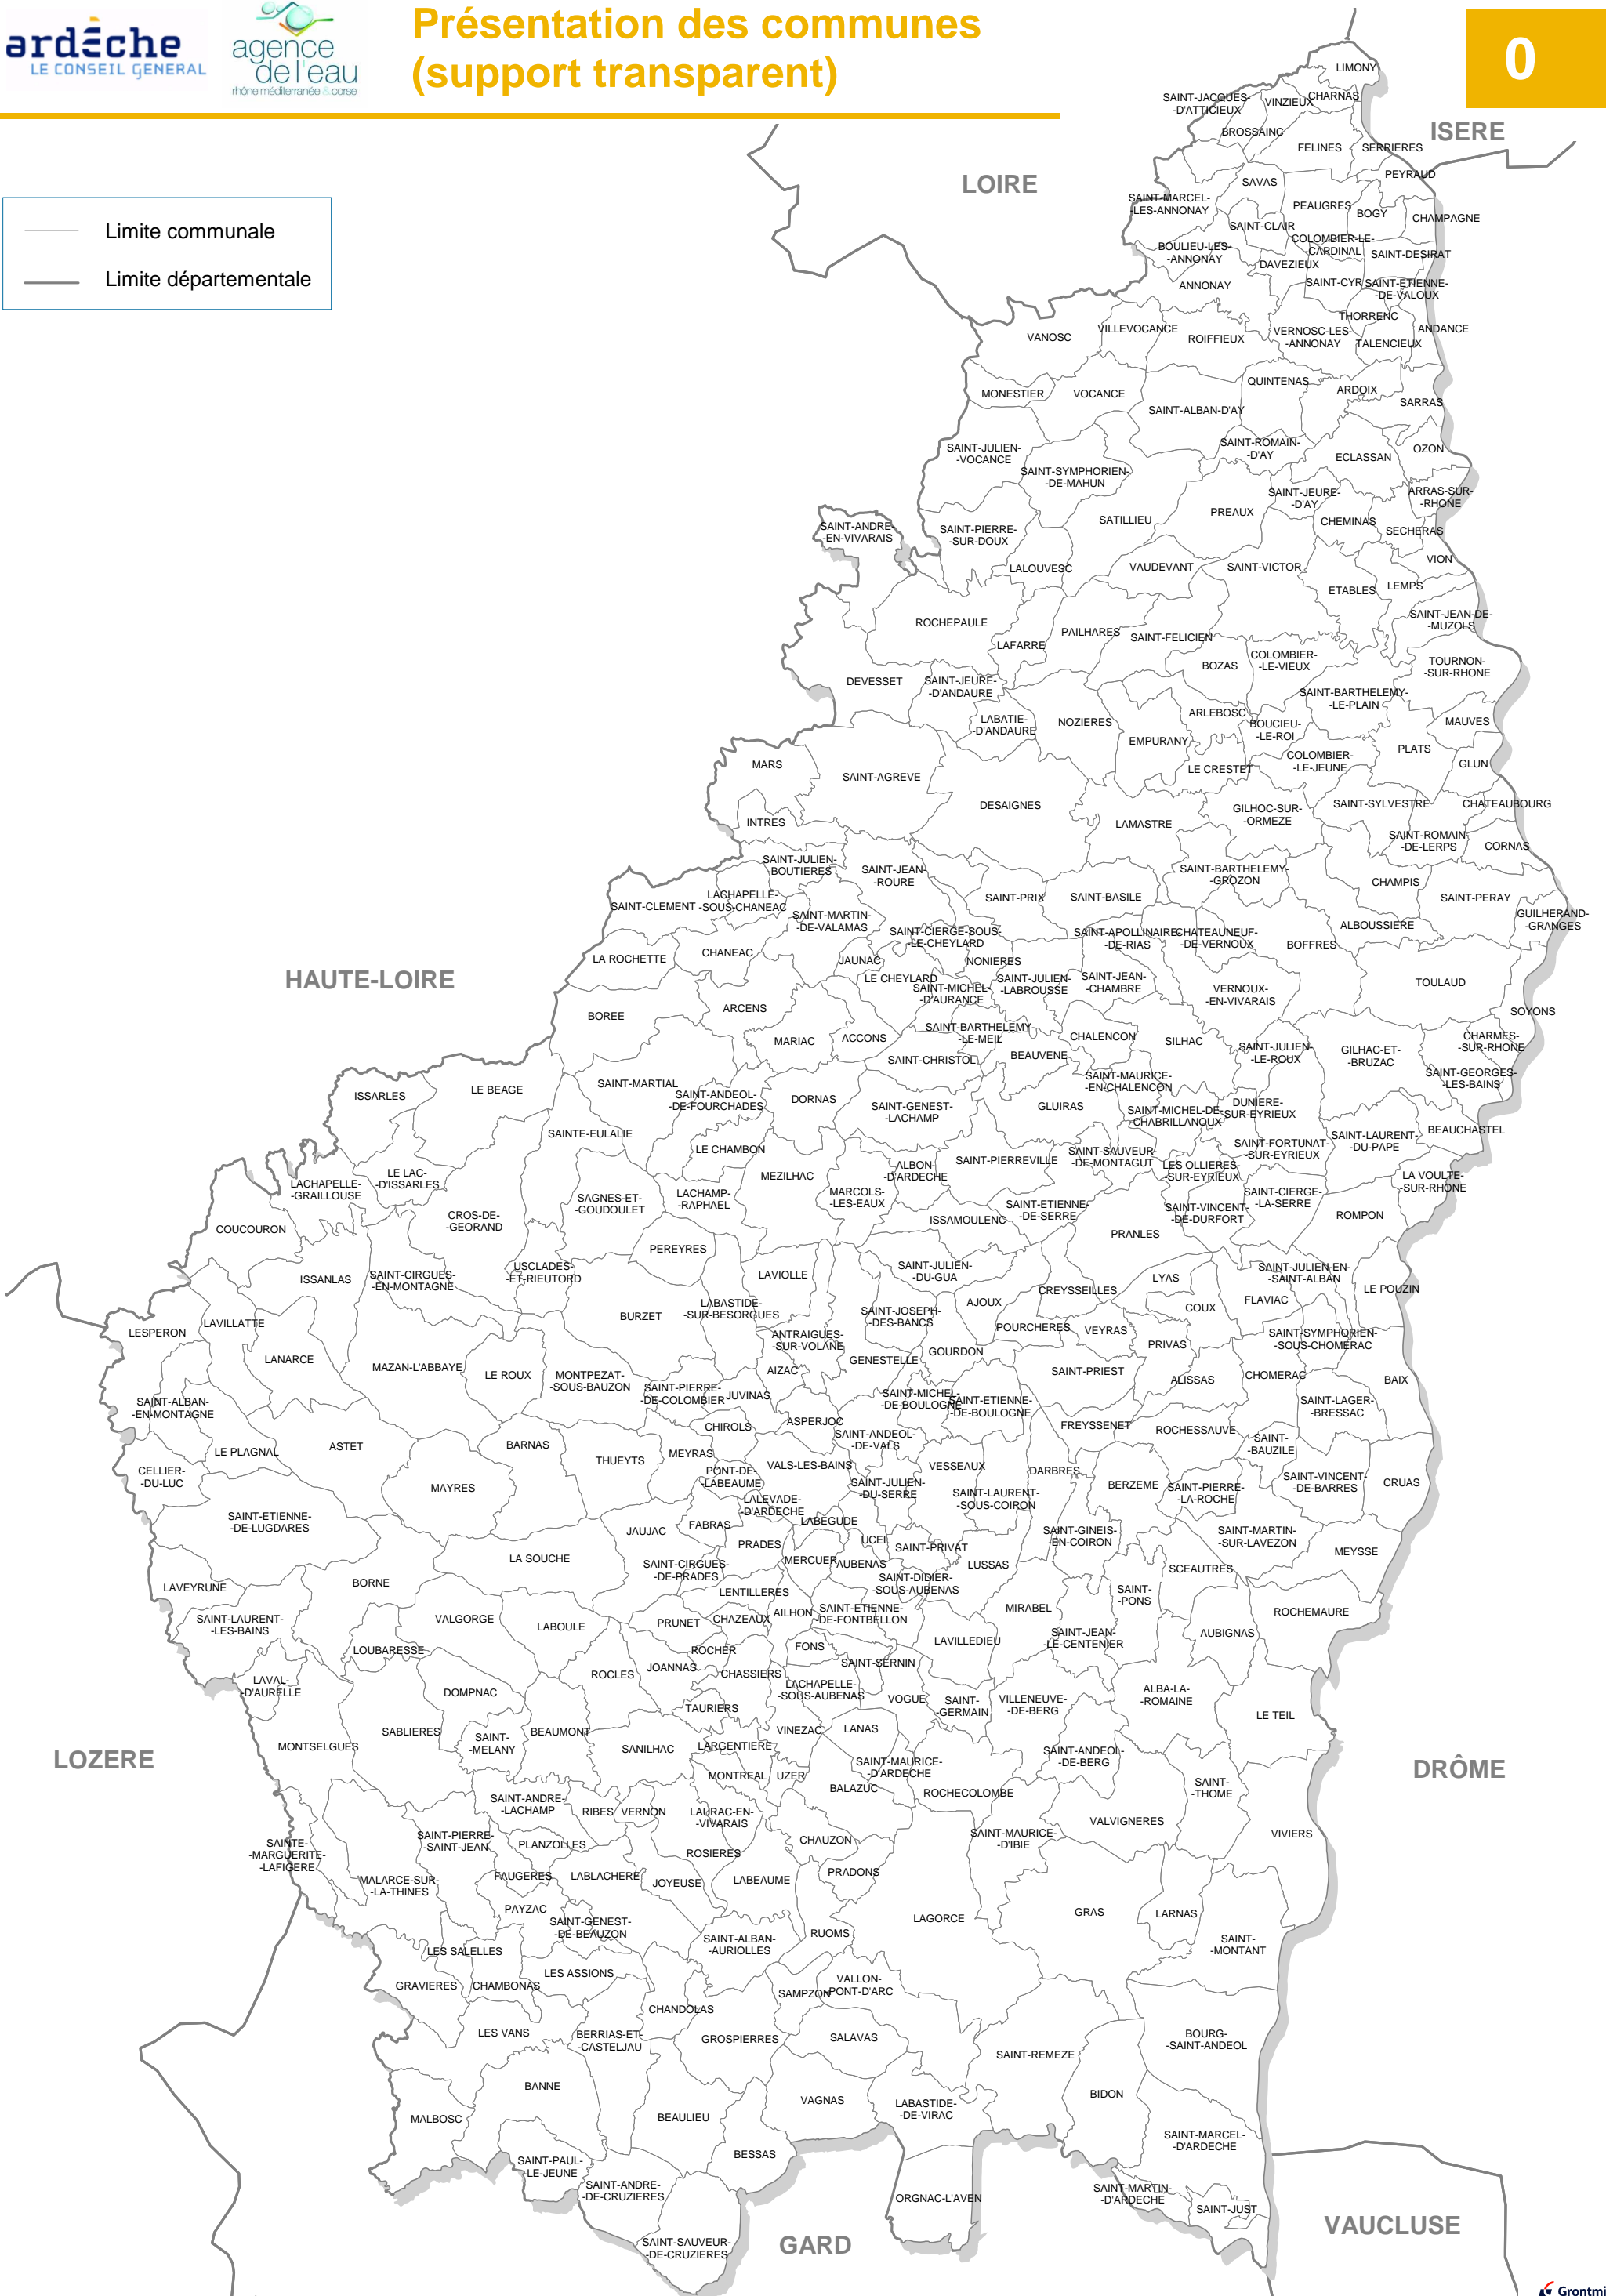 ardèche
LE CONSEIL GENERAL
agence
de l'eau
rhône méditerranée & corse
Présentation des communes
(support transparent)
0
Limite communale
Limite départementale
LOIRE
ISERE
HAUTE-LOIRE
LOZERE
DRÔME
GARD
VAUCLUSE
LIMONY
SAINT-JACQUES-
-D'ATTICIEUX
VINZIEUX
CHARNAS
BROSSAINC
FELINES
SERRIERES
PEYRAUD
SAVAS
SAINT-MARCEL-
-LES-ANNONAY
PEAUGRES
BOGY
CHAMPAGNE
SAINT-CLAIR
COLOMBIER-LE-
-CARDINAL
BOULIEU-LES-
-ANNONAY
SAINT-DESIRAT
DAVEZIEUX
ANNONAY
SAINT-CYR
SAINT-ETIENNE-
-DE-VALOUX
THORRENC
VANOSC
VILLEVOCANCE
ROIFFIEUX
VERNOSC-LES-
-ANNONAY
ANDANCE
TALENCIEUX
MONESTIER
VOCANCE
QUINTENAS
ARDOIX
SARRAS
SAINT-ALBAN-D'AY
SAINT-JULIEN-
-VOCANCE
SAINT-ROMAIN-
-D'AY
OZON
ECLASSAN
SAINT-SYMPHORIEN-
-DE-MAHUN
SAINT-JEURE-
-D'AY
ARRAS-SUR-
-RHONE
SAINT-ANDRE-
-EN-VIVARAIS
SAINT-PIERRE-
-SUR-DOUX
SATILLIEU
PREAUX
CHEMINAS
SECHERAS
VION
LALOUVESC
VAUDEVANT
SAINT-VICTOR
ETABLES
LEMPS
ROCHEPAULE
SAINT-JEAN-DE-
-MUZOLS
LAFARRE
PAILHARES
SAINT-FELICIEN
DEVESSET
SAINT-JEURE-
-D'ANDAURE
BOZAS
COLOMBIER-
-LE-VIEUX
TOURNON-
-SUR-RHONE
SAINT-BARTHELEMY-
-LE-PLAIN
LABATIE-
-D'ANDAURE
NOZIERES
ARLEBOSC
BOUCIEU-
-LE-ROI
MAUVES
EMPURANY
PLATS
MARS
SAINT-AGREVE
LE CRESTET
COLOMBIER-
-LE-JEUNE
GLUN
INTRES
DESAIGNES
LAMASTRE
GILHOC-SUR-
-ORMEZE
SAINT-SYLVESTRE
CHATEAUBOURG
SAINT-ROMAIN-
-DE-LERPS
CORNAS
SAINT-JULIEN-
-BOUTIERES
SAINT-JEAN-
-ROURE
SAINT-BARTHELEMY-
-GROZON
CHAMPIS
SAINT-CLEMENT
LACHAPELLE-
-SOUS-CHANEAC
SAINT-PRIX
SAINT-BASILE
SAINT-PERAY
SAINT-MARTIN-
-DE-VALAMAS
GUILHERAND-
-GRANGES
ALBOUSSIERE
SAINT-CIERGE-SOUS-
-LE-CHEYLARD
SAINT-APOLLINAIRE-
-DE-RIAS
CHATEAUNEUF-
-DE-VERNOUX
BOFFRES
LA ROCHETTE
CHANEAC
JAUNAC
NONIERES
LE CHEYLARD
SAINT-MICHEL-
-D'AURANCE
SAINT-JULIEN-
-LABROUSSE
SAINT-JEAN-
-CHAMBRE
VERNOUX-
-EN-VIVARAIS
TOULAUD
BOREE
ARCENS
SOYONS
MARIAC
ACCONS
SAINT-BARTHELEMY-
-LE-MEIL
CHALENCON
SILHAC
SAINT-JULIEN-
-LE-ROUX
GILHAC-ET-
-BRUZAC
CHARMES-
-SUR-RHONE
SAINT-CHRISTOL
BEAUVENE
SAINT-GEORGES-
-LES-BAINS
ISSARLES
LE BEAGE
SAINT-MARTIAL
SAINT-ANDEOL-
-DE-FOURCHADES
DORNAS
SAINT-GENEST-
-LACHAMP
GLUIRAS
SAINT-MAURICE-
-EN-CHALENCON
SAINT-MICHEL-DE-
-CHABRILLANOUX
DUNIERE-
-SUR-EYRIEUX
SAINTE-EULALIE
LE CHAMBON
SAINT-FORTUNAT-
-SUR-EYRIEUX
SAINT-LAURENT-
-DU-PAPE
BEAUCHASTEL
LACHAPELLE-
-GRAILLOUSE
LE LAC-
-D'ISSARLES
MEZILHAC
ALBON-
-D'ARDECHE
SAINT-PIERREVILLE
SAINT-SAUVEUR-
-DE-MONTAGUT
LES OLLIERES-
-SUR-EYRIEUX
LA VOULTE-
-SUR-RHONE
SAGNES-ET-
-GOUDOULET
LACHAMP-
-RAPHAEL
MARCOLS-
-LES-EAUX
SAINT-ETIENNE-
-DE-SERRE
SAINT-VINCENT-
-DE-DURFORT
SAINT-CIERGE-
-LA-SERRE
ROMPON
COUCOURON
CROS-DE-
-GEORAND
ISSAMOULENC
PRANLES
PEREYRES
ISSANLAS
SAINT-CIRGUES-
-EN-MONTAGNE
USCLADES-
-ET-RIEUTORD
LAVIOLLE
SAINT-JULIEN-
-DU-GUA
CREYSSEILLES
LYAS
SAINT-JULIEN-EN-
-SAINT-ALBAN
LE POUZIN
LESPERON
LAVILLATTE
BURZET
LABASTIDE-
-SUR-BESORGUES
SAINT-JOSEPH-
-DES-BANCS
AJOUX
COUX
FLAVIAC
LANARCE
MAZAN-L'ABBAYE
ANTRAIGUES-
-SUR-VOLANE
GENESTELLE
GOURDON
POURCHERES
VEYRAS
PRIVAS
SAINT-SYMPHORIEN-
-SOUS-CHOMERAC
LE ROUX
MONTPEZAT-
-SOUS-BAUZON
AIZAC
SAINT-PRIEST
ALISSAS
CHOMERAC
BAIX
SAINT-ALBAN-
-EN-MONTAGNE
SAINT-PIERRE-
-DE-COLOMBIER
JUVINAS
SAINT-MICHEL-
-DE-BOULOGNE
SAINT-ETIENNE-
-DE-BOULOGNE
SAINT-LAGER-
-BRESSAC
LE PLAGNAL
ASTET
BARNAS
CHIROLS
ASPERJOC
SAINT-ANDEOL-
-DE-VALS
FREYSSENET
ROCHESSAUVE
SAINT-
-BAUZILE
THUEYTS
MEYRAS
CELLIER-
-DU-LUC
MAYRES
PONT-DE-
-LABEAUME
VALS-LES-BAINS
SAINT-JULIEN-
-DU-SERRE
VESSEAUX
DARBRES
BERZEME
SAINT-PIERRE-
-LA-ROCHE
SAINT-VINCENT-
-DE-BARRES
CRUAS
LALEVADE-
-D'ARDECHE
SAINT-LAURENT-
-SOUS-COIRON
SAINT-ETIENNE-
-DE-LUGDARES
JAUJAC
FABRAS
LABEGUDE
SAINT-GINEIS-
-EN-COIRON
SAINT-MARTIN-
-SUR-LAVEZON
PRADES
UCEL
SAINT-PRIVAT
MEYSSE
LAVEYRUNE
BORNE
LA SOUCHE
SAINT-CIRGUES-
-DE-PRADES
MERCUER
AUBENAS
SAINT-DIDIER-
-SOUS-AUBENAS
LUSSAS
SCEAUTRES
LENTILLERES
SAINT-
-PONS
SAINT-LAURENT-
-LES-BAINS
VALGORGE
LABOULE
PRUNET
CHAZEAUX
AILHON
SAINT-ETIENNE-
-DE-FONTBELLON
MIRABEL
ROCHEMAURE
LOUBARESSE
ROCHER
FONS
LAVILLEDIEU
SAINT-JEAN-
-LE-CENTENIER
AUBIGNAS
LAVAL-
-D'AURELLE
ROCLES
JOANNAS
CHASSIERS
SAINT-SERNIN
DOMPNAC
LACHAPELLE-
-SOUS-AUBENAS
VOGUE
SAINT-
-GERMAIN
VILLENEUVE-
-DE-BERG
ALBA-LA-
-ROMAINE
TAURIERS
LE TEIL
MONTSELGUES
SABLIERES
SAINT-
-MELANY
BEAUMONT
SANILHAC
LARGENTIERE
VINEZAC
LANAS
SAINT-ANDEOL-
-DE-BERG
MONTREAL
UZER
SAINT-MAURICE-
-D'ARDECHE
BALAZUC
ROCHECOLOMBE
SAINT-
-THOME
SAINT-ANDRE-
-LACHAMP
RIBES
VERNON
LAURAC-EN-
-VIVARAIS
VALVIGNERES
SAINTE-
-MARGUERITE-
-LAFIGERE
SAINT-PIERRE-
-SAINT-JEAN
PLANZOLLES
ROSIERES
CHAUZON
SAINT-MAURICE-
-D'IBIE
VIVIERS
MALARCE-SUR-
-LA-THINES
FAUGERES
LABLACHERE
JOYEUSE
LABEAUME
PRADONS
PAYZAC
SAINT-GENEST-
-DE-BEAUZON
LAGORCE
GRAS
LARNAS
LES SALELLES
SAINT-ALBAN-
-AURIOLLES
RUOMS
SAINT-
-MONTANT
GRAVIERES
CHAMBONAS
LES ASSIONS
SAMPZON
VALLON-
PONT-D'ARC
CHANDOLAS
LES VANS
BERRIAS-ET-
-CASTELJAU
GROSPIERRES
SALAVAS
SAINT-REMEZE
BOURG-
-SAINT-ANDEOL
BANNE
VAGNAS
LABASTIDE-
-DE-VIRAC
BIDON
MALBOSC
BEAULIEU
SAINT-MARCEL-
-D'ARDECHE
SAINT-PAUL-
-LE-JEUNE
BESSAS
SAINT-ANDRE-
-DE-CRUZIERES
ORGNAC-L'AVEN
SAINT-MARTIN-
-D'ARDECHE
SAINT-JUST
SAINT-SAUVEUR-
-DE-CRUZIERES
Grontmi